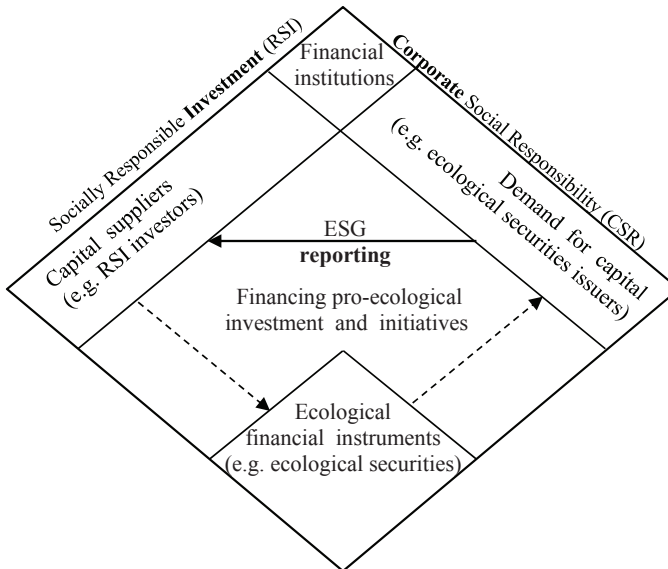 Socially Responsible Investment (RSI)
Corporate Social Responsibility (CSR)
Financial
institutions
Capital suppliers
(e.g. RSI investors)
Demand for capital
(e.g. ecological securities issuers)
ESG
reporting
Financing pro-ecological
investment and initiatives
Ecological
financial instruments
(e.g. ecological securities)